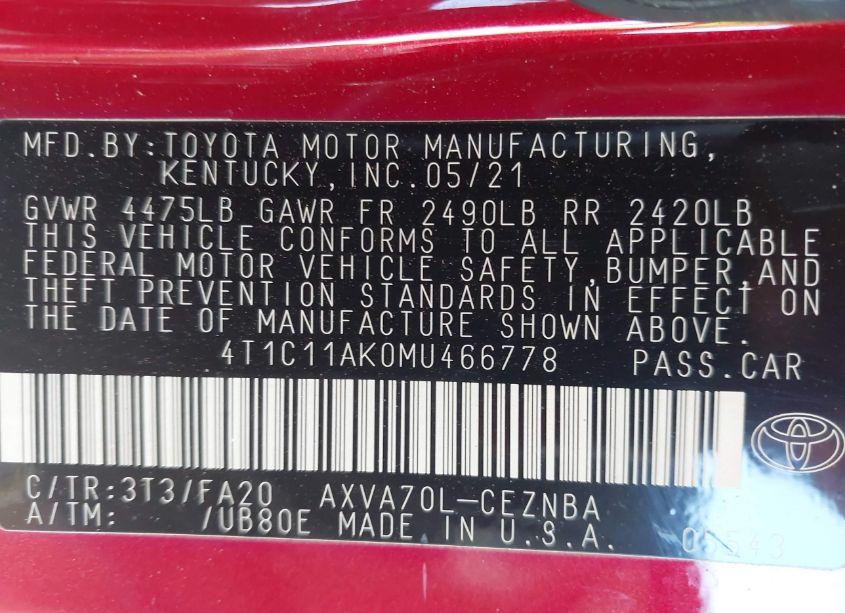 MFD.BY:TOYOTA MOTOR MANUFACTURING,
KENTUCKY,INC.05/21
GVWR 4475LB GAWR FR 2490LB RR 2420LB
THIS VEHICLE CONFORMS TO ALL APPLICABLE
FEDERAL MOTOR VEHICLE SAFETY,BUMPER,AND
THEFT PREVENTION STANDARDS IN EFFECT ON
THE DATE OF MANUFACTURE SHOWN ABOVE.
4T1C11AK0MU466778 PASS.CAR
C/TR:3T3/FA20 AXVA70L-CEZNBA
A/TM: /UB80E MADE IN U.S.A. 05543